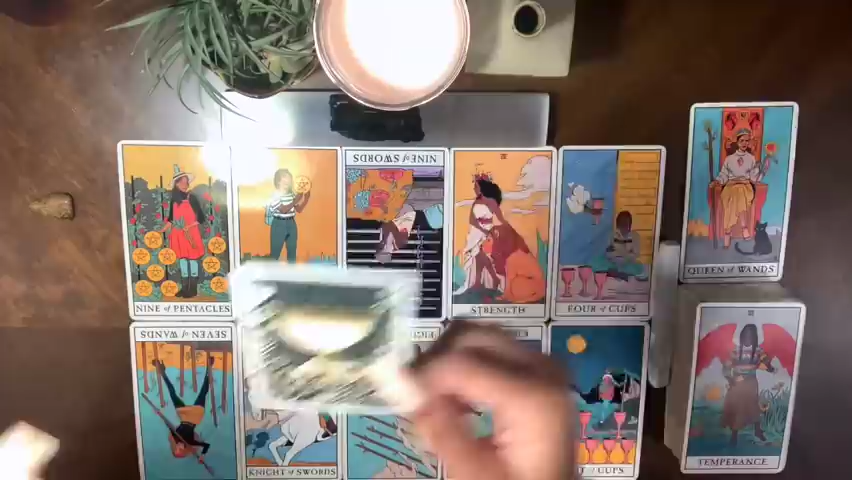 NINE of SWORDS
QUEEN OF WANDS
NINE of PENTACLES
STRENGTH
FOUR of CUPS
SEVEN of WANDS
KNIGHT of SWORDS
TEMPERANCE